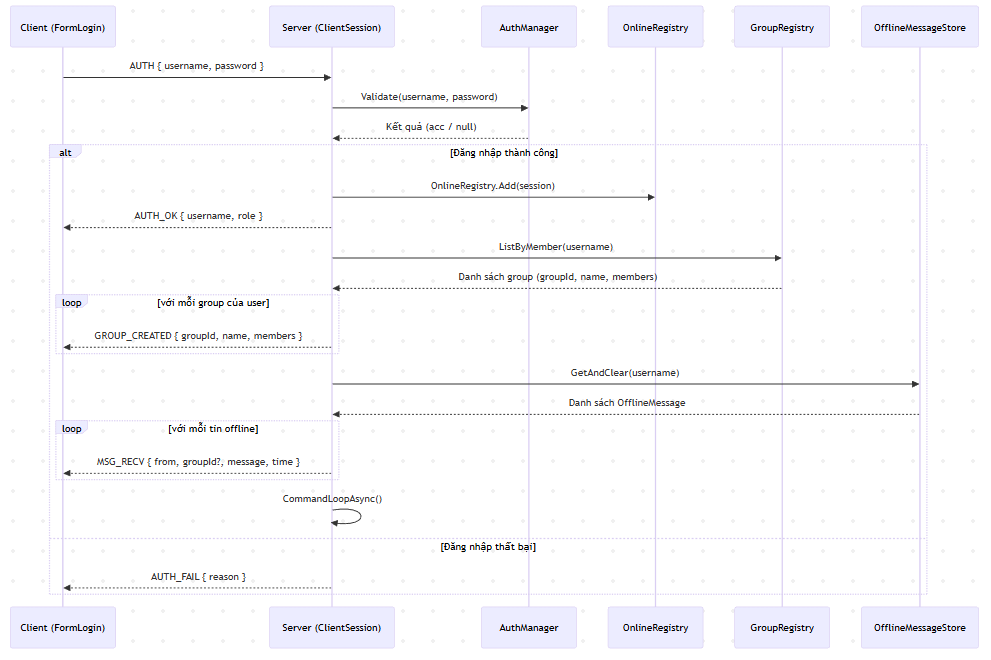 Client (FormLogin)
Server (ClientSession)
AuthManager
OnlineRegistry
GroupRegistry
OfflineMessageStore
AUTH { username, password }
Validate(username, password)
Kết quả (acc / null)
alt
[Đăng nhập thành công]
OnlineRegistry.Add(session)
AUTH_OK { username, role }
ListByMember(username)
Danh sách group (groupId, name, members)
loop
[với mỗi group của user]
GROUP_CREATED { groupId, name, members }
GetAndClear(username)
Danh sách OfflineMessage
loop
[với mỗi tin offline]
MSG_RECV { from, groupId?, message, time }
CommandLoopAsync()
[Đăng nhập thất bại]
AUTH_FAIL { reason }
Client (FormLogin)
Server (ClientSession)
AuthManager
OnlineRegistry
GroupRegistry
OfflineMessageStore